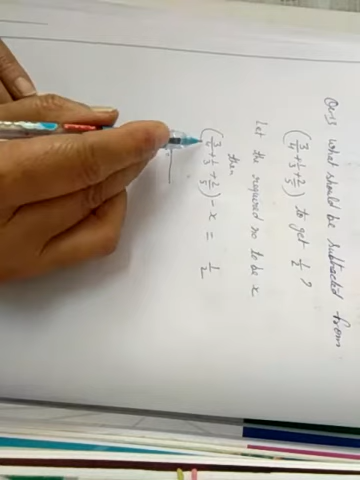 Ques what should be subtracted from
(3/4 + 1/3 + 2/5) to get 1/2 ?
Let the required no to be x
then
(3/4 + 1/3 + 2/5) - x = 1/2